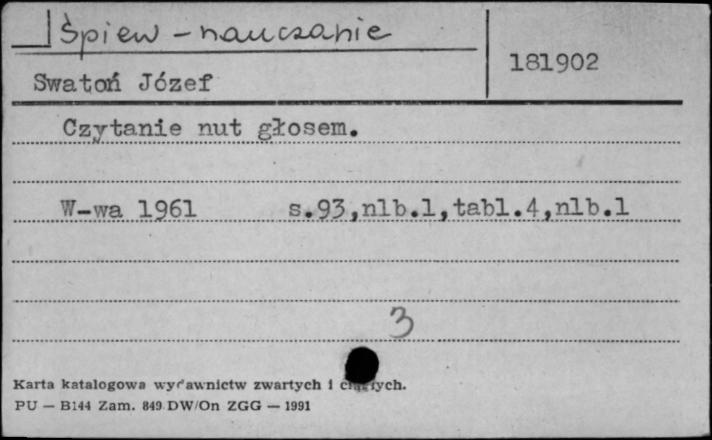 Śpiew - nauczanie
181902
Swatoń Józef
Czytanie nut głosem.
W-wa 1961 s.93,nlb.1,tabl.4,nlb.1
3
Karta katalogowa wydawnictw zwartych i ciągłych.
PU — B144 Zam. 849 DW/On ZGG — 1991